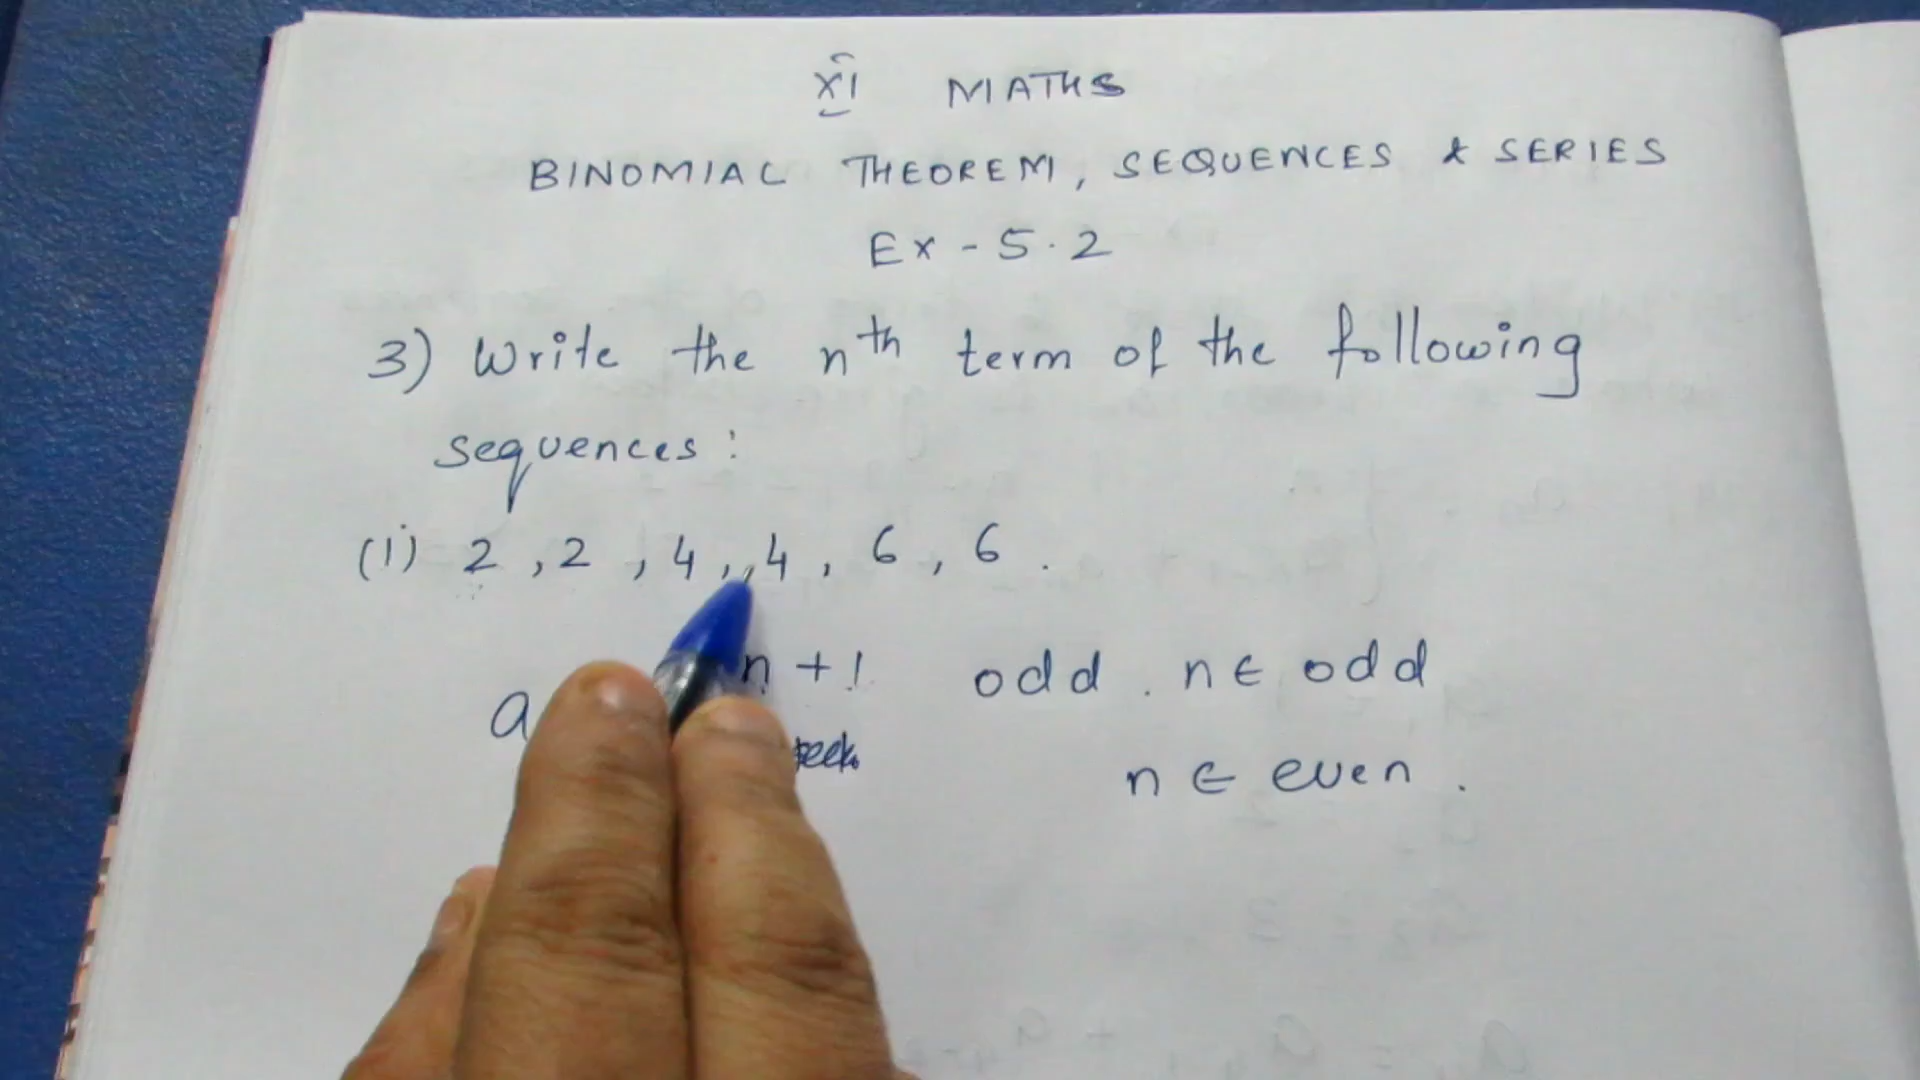 XI MATHS
BINOMIAL THEOREM, SEQUENCES & SERIES
Ex - 5.2
3) Write the nth term of the following
sequences:
(i) 2, 2, 4, , 4, 6, 6.
a n + 1 odd. n ∈ odd
n ∈ even.